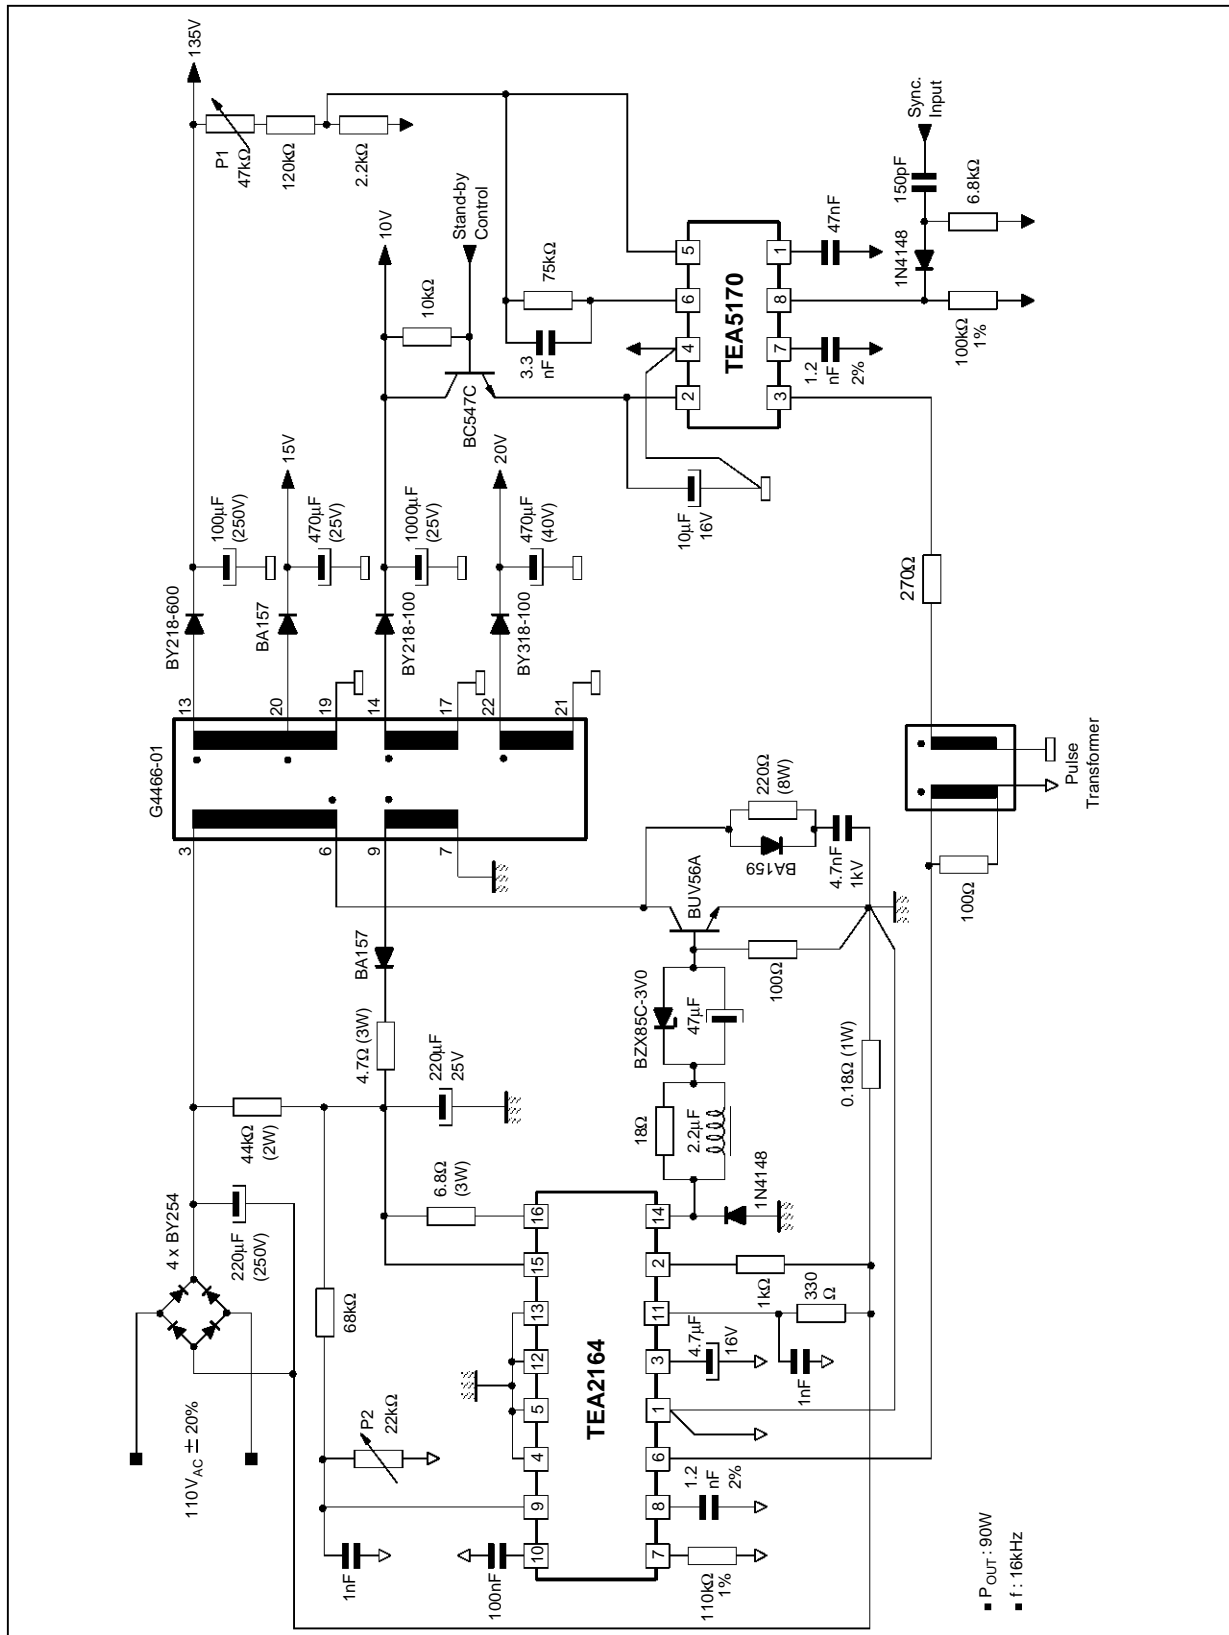 135V
P1
47kΩ
120kΩ
2.2kΩ
Sync.
Input
150pF
6.8kΩ
1N4148
100kΩ
1%
47nF
10V
10kΩ
Stand-by
Control
BC547C
75kΩ
3.3
nF
5
6
4
2
TEA5170
1
8
7
3
1.2
nF
2%
10µF
16V
270Ω
15V
20V
100µF
(250V)
470µF
(25V)
1000µF
(25V)
470µF
(40V)
BY218-600
BA157
BY218-100
BY318-100
G4466-01
13
20
19
14
17
22
21
3
6
9
7
Pulse
Transformer
220Ω
(8W)
BA159
4.7nF
1kV
BUV56A
100Ω
100Ω
BA157
4.7Ω (3W)
220µF
25V
BZX85C-3V0
47µF
0.18Ω (1W)
44kΩ
(2W)
6.8Ω
(3W)
18Ω
2.2µF
1N4148
4 x BY254
220µF
(250V)
68kΩ
P2
22kΩ
110VAC ± 20%
1nF
100nF
16
15
13
12
5
4
9
10
TEA2164
14
2
11
3
1
6
8
7
1kΩ
330
Ω
4.7µF
16V
1nF
1.2
nF
2%
110kΩ
1%
■ POUT : 90W
■ f : 16kHz